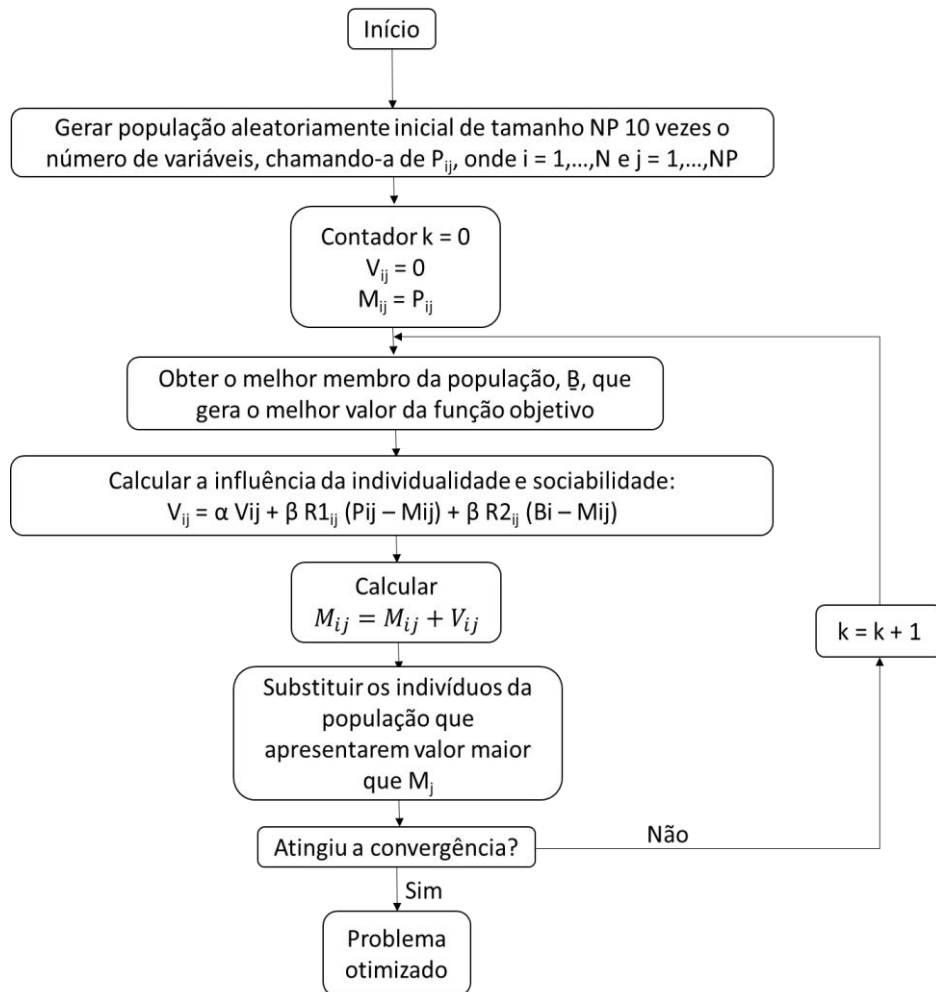 Início
Gerar população aleatoriamente inicial de tamanho NP 10 vezes o
número de variáveis, chamando-a de Pᵢⱼ, onde i = 1,...,N e j = 1,...,NP
Contador k = 0
Vᵢⱼ = 0
Mᵢⱼ = Pᵢⱼ
Obter o melhor membro da população, B̲, que
gera o melhor valor da função objetivo
Calcular a influência da individualidade e sociabilidade:
Vᵢⱼ = α Vij + β R1ᵢⱼ (Pij – Mij) + β R2ᵢⱼ (Bi – Mij)
Calcular
𝑀ᵢⱼ = 𝑀ᵢⱼ + 𝑉ᵢⱼ
k = k + 1
Substituir os indivíduos da
população que
apresentarem valor maior
que Mⱼ
Atingiu a convergência?
Não
Sim
Problema
otimizado